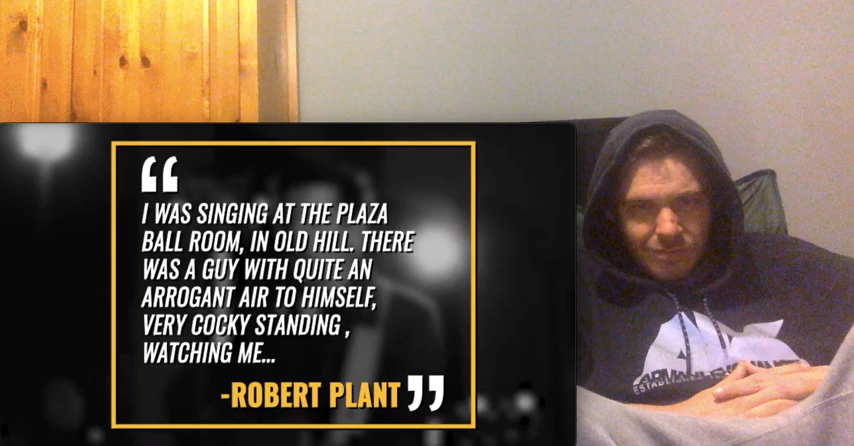 “
I WAS SINGING AT THE PLAZA
BALL ROOM, IN OLD HILL. THERE
WAS A GUY WITH QUITE AN
ARROGANT AIR TO HIMSELF,
VERY COCKY STANDING ,
WATCHING ME...
-ROBERT PLANT ”